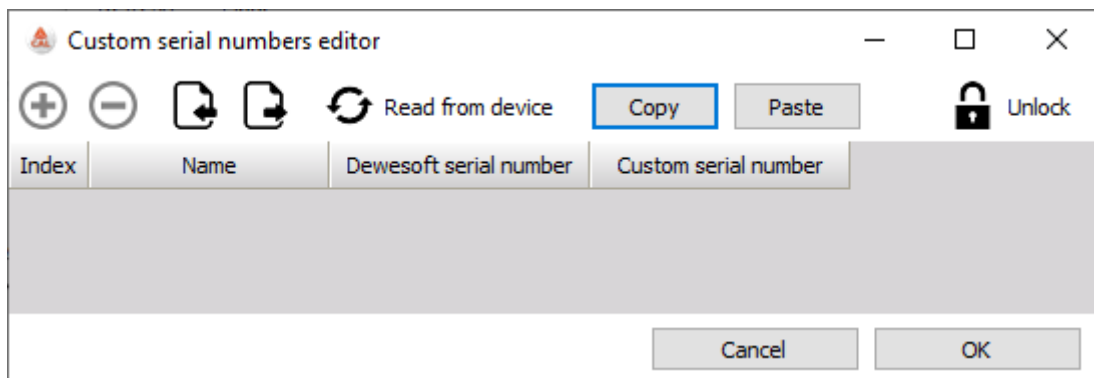 Custom serial numbers editor
Read from device Copy Paste Unlock
Index Name Dewesoft serial number Custom serial number
Cancel OK